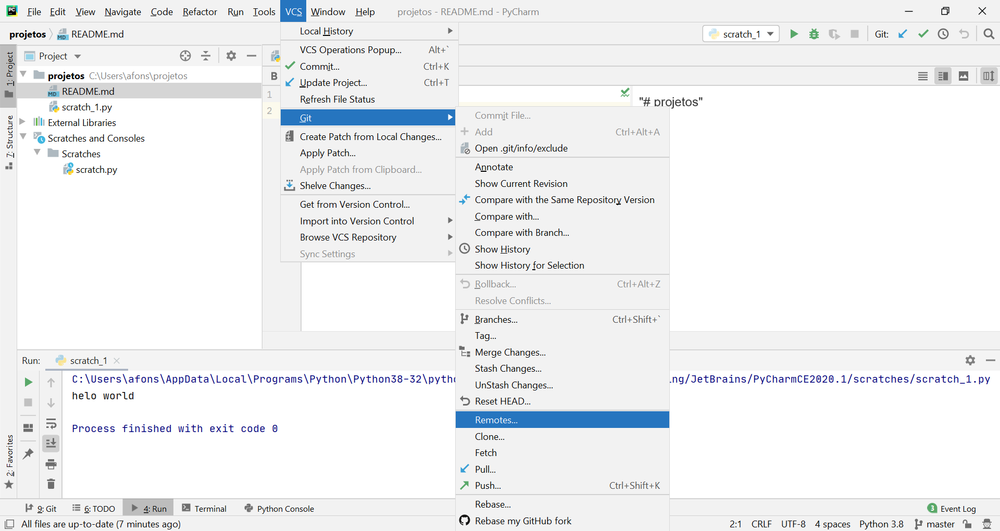 PC File Edit View Navigate Code Refactor Run Tools VCS Window Help projetos - README.md - PyCharm
projetos MD README.md
scratch_1 Git:
Project
projetos C:\Users\afons\projetos
MD README.md
scratch_1.py
External Libraries
Scratches and Consoles
Scratches
scratch.py
1: Project
7: Structure
2: Favorites
B
1
2
Local History
VCS Operations Popup... Alt+`
Commit... Ctrl+K
Update Project... Ctrl+T
Refresh File Status
Git
Create Patch from Local Changes...
Apply Patch...
Apply Patch from Clipboard...
Shelve Changes...
Get from Version Control...
Import into Version Control
Browse VCS Repository
Sync Settings
"# projetos"
Commit File...
Add Ctrl+Alt+A
Open .git/info/exclude
Annotate
Show Current Revision
Compare with the Same Repository Version
Compare with...
Compare with Branch...
Show History
Show History for Selection
Rollback... Ctrl+Alt+Z
Resolve Conflicts...
Branches... Ctrl+Shift+`
Tag...
Merge Changes...
Stash Changes...
UnStash Changes...
Reset HEAD...
Remotes...
Clone...
Fetch
Pull...
Push... Ctrl+Shift+K
Rebase...
Rebase my GitHub fork
Run: scratch_1
C:\Users\afons\AppData\Local\Programs\Python\Python38-32\pytho ng/JetBrains/PyCharmCE2020.1/scratches/scratch_1.py
helo world
Process finished with exit code 0
9: Git 6: TODO 4: Run Terminal Python Console 3 Event Log
All files are up-to-date (7 minutes ago) 2:1 CRLF UTF-8 4 spaces Python 3.8 master